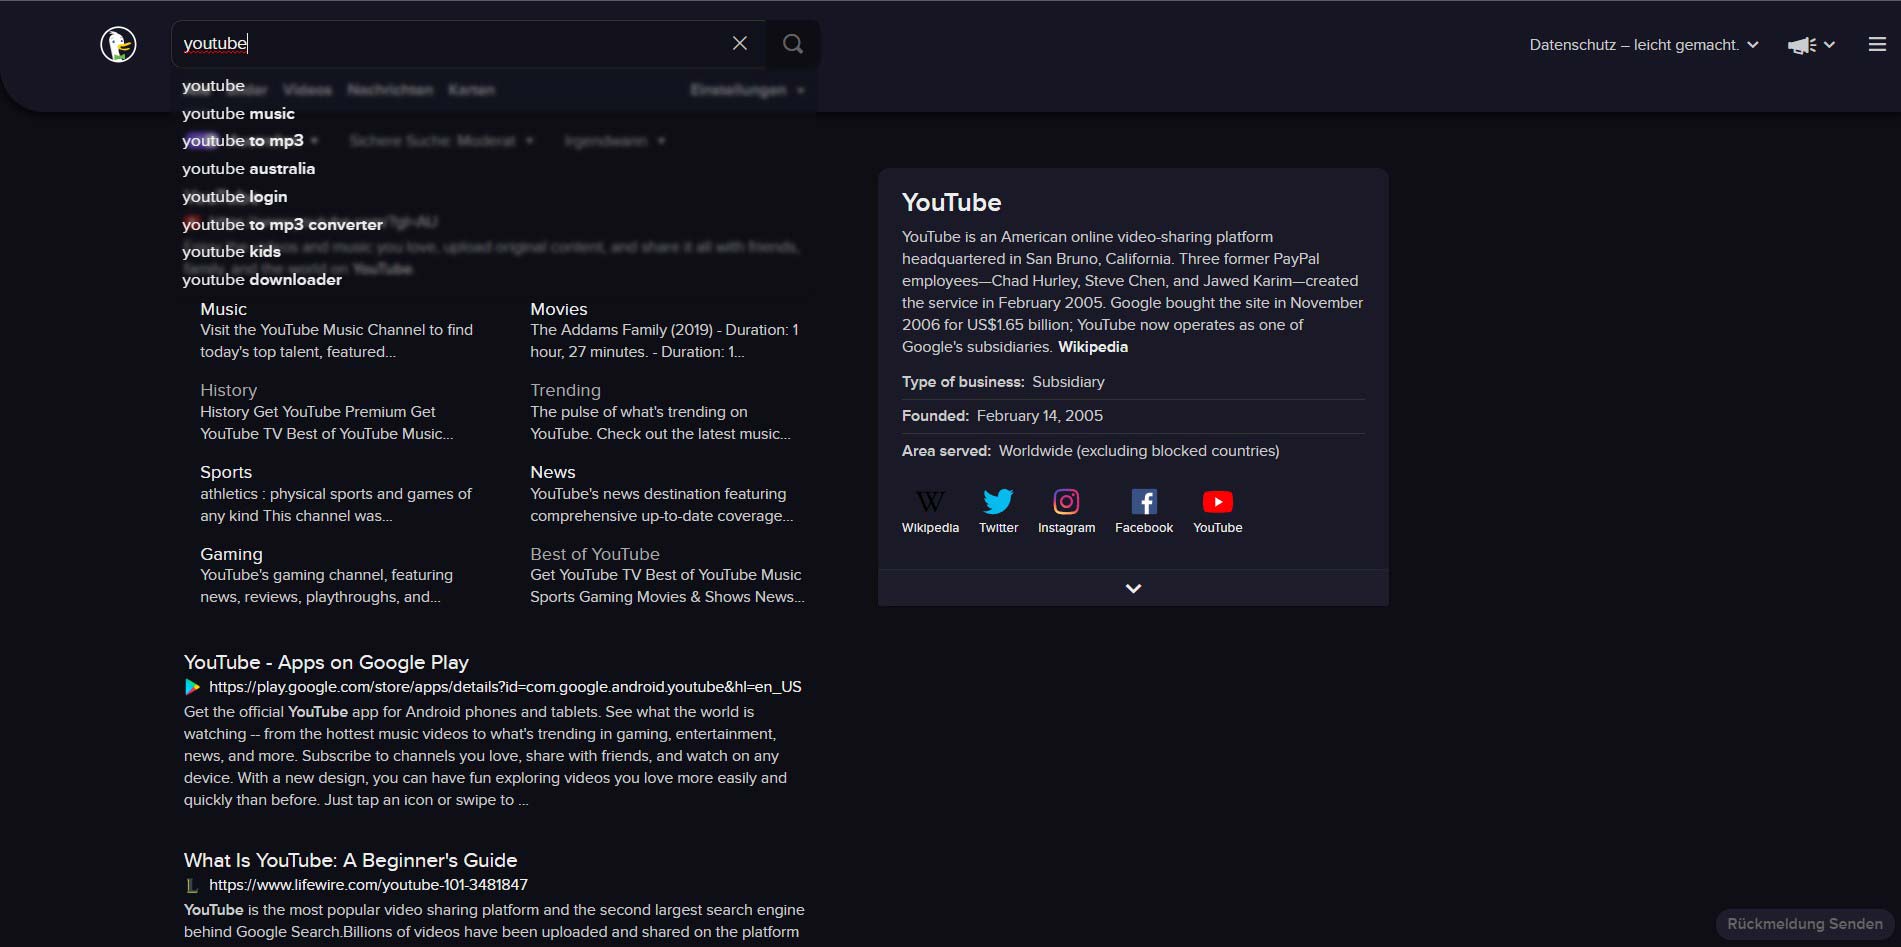 youtube
Datenschutz – leicht gemacht.
youtube
Videos Nachrichten Karten
Einstellungen
youtube music
youtube to mp3
Sichere Suche: Moderat
Irgendwann
youtube australia
youtube login
youtube to mp3 converter
youtube kids
youtube downloader
Music
Visit the YouTube Music Channel to find
today's top talent, featured...
Movies
The Addams Family (2019) - Duration: 1
hour, 27 minutes. - Duration: 1...
History
History Get YouTube Premium Get
YouTube TV Best of YouTube Music...
Trending
The pulse of what's trending on
YouTube. Check out the latest music...
Sports
athletics : physical sports and games of
any kind This channel was...
News
YouTube's news destination featuring
comprehensive up-to-date coverage...
Gaming
YouTube's gaming channel, featuring
news, reviews, playthroughs, and...
Best of YouTube
Get YouTube TV Best of YouTube Music
Sports Gaming Movies & Shows News...
YouTube - Apps on Google Play
https://play.google.com/store/apps/details?id=com.google.android.youtube&hl=en_US
Get the official YouTube app for Android phones and tablets. See what the world is
watching -- from the hottest music videos to what's trending in gaming, entertainment,
news, and more. Subscribe to channels you love, share with friends, and watch on any
device. With a new design, you can have fun exploring videos you love more easily and
quickly than before. Just tap an icon or swipe to ...
What Is YouTube: A Beginner's Guide
https://www.lifewire.com/youtube-101-3481847
YouTube is the most popular video sharing platform and the second largest search engine
behind Google Search.Billions of videos have been uploaded and shared on the platform
YouTube
YouTube is an American online video-sharing platform
headquartered in San Bruno, California. Three former PayPal
employees—Chad Hurley, Steve Chen, and Jawed Karim—created
the service in February 2005. Google bought the site in November
2006 for US$1.65 billion; YouTube now operates as one of
Google's subsidiaries. Wikipedia
Type of business: Subsidiary
Founded: February 14, 2005
Area served: Worldwide (excluding blocked countries)
W
Wikipedia Twitter Instagram Facebook YouTube
Rückmeldung Senden